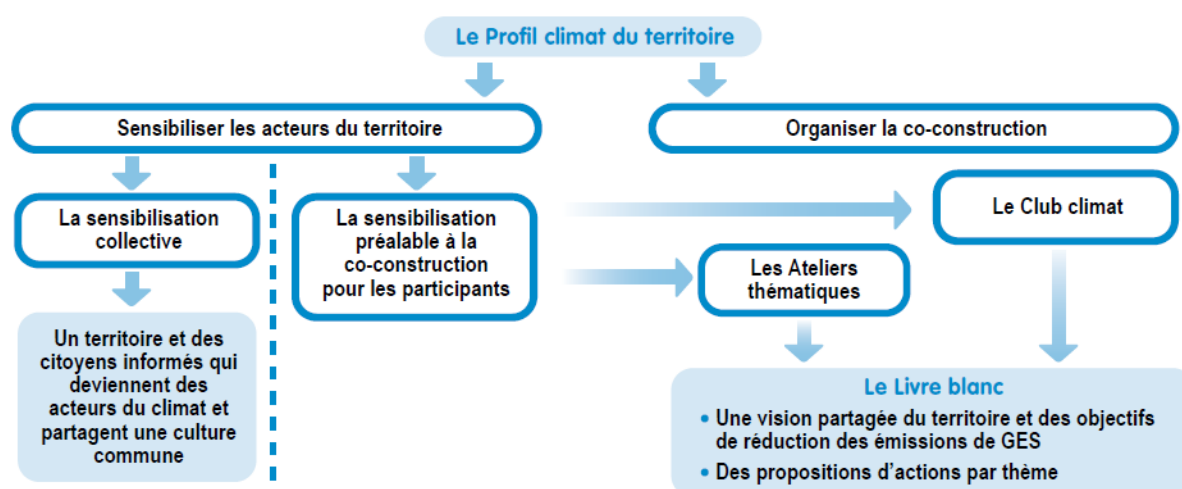 Le Profil climat du territoire
Sensibiliser les acteurs du territoire
Organiser la co-construction
La sensibilisation
collective
La sensibilisation
préalable à la
co-construction
pour les participants
Le Club climat
Les Ateliers
thématiques
Un territoire et des
citoyens informés qui
deviennent des
acteurs du climat et
partagent une culture
commune
Le Livre blanc
• Une vision partagée du territoire et des objectifs
de réduction des émissions de GES
• Des propositions d’actions par thème